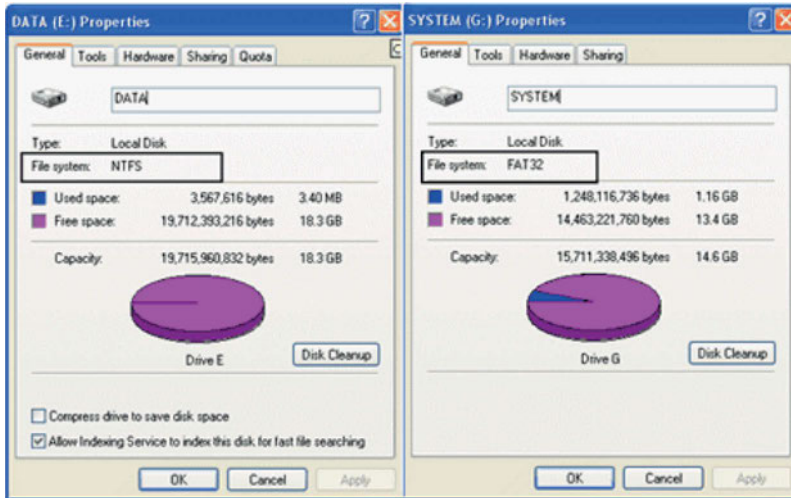 DATA (E:) Properties
General Tools Hardware Sharing Quota
DATA
Type: Local Disk
File system: NTFS
Used space: 3,567,616 bytes 3.40 MB
Free space: 19,712,393,216 bytes 18.3 GB
Capacity: 19,715,960,832 bytes 18.3 GB
Drive E
Disk Cleanup
Compress drive to save disk space
Allow Indexing Service to index this disk for fast file searching
OK Cancel Apply
SYSTEM (G:) Properties
General Tools Hardware Sharing
SYSTEM
Type: Local Disk
File system: FAT32
Used space: 1,248,116,736 bytes 1.16 GB
Free space: 14,463,221,760 bytes 13.4 GB
Capacity: 15,711,338,496 bytes 14.6 GB
Drive G
Disk Cleanup
OK Cancel Apply